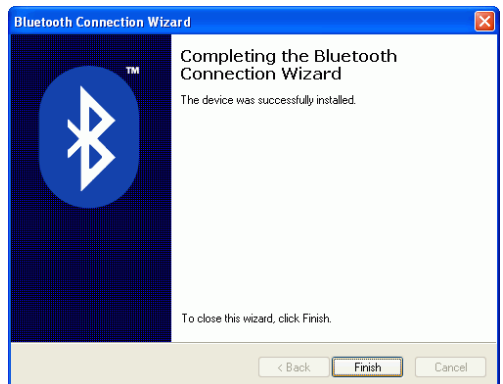 Bluetooth Connection Wizard
TM
Completing the Bluetooth
Connection Wizard
The device was successfully installed.
To close this wizard, click Finish.
< Back
Finish
Cancel